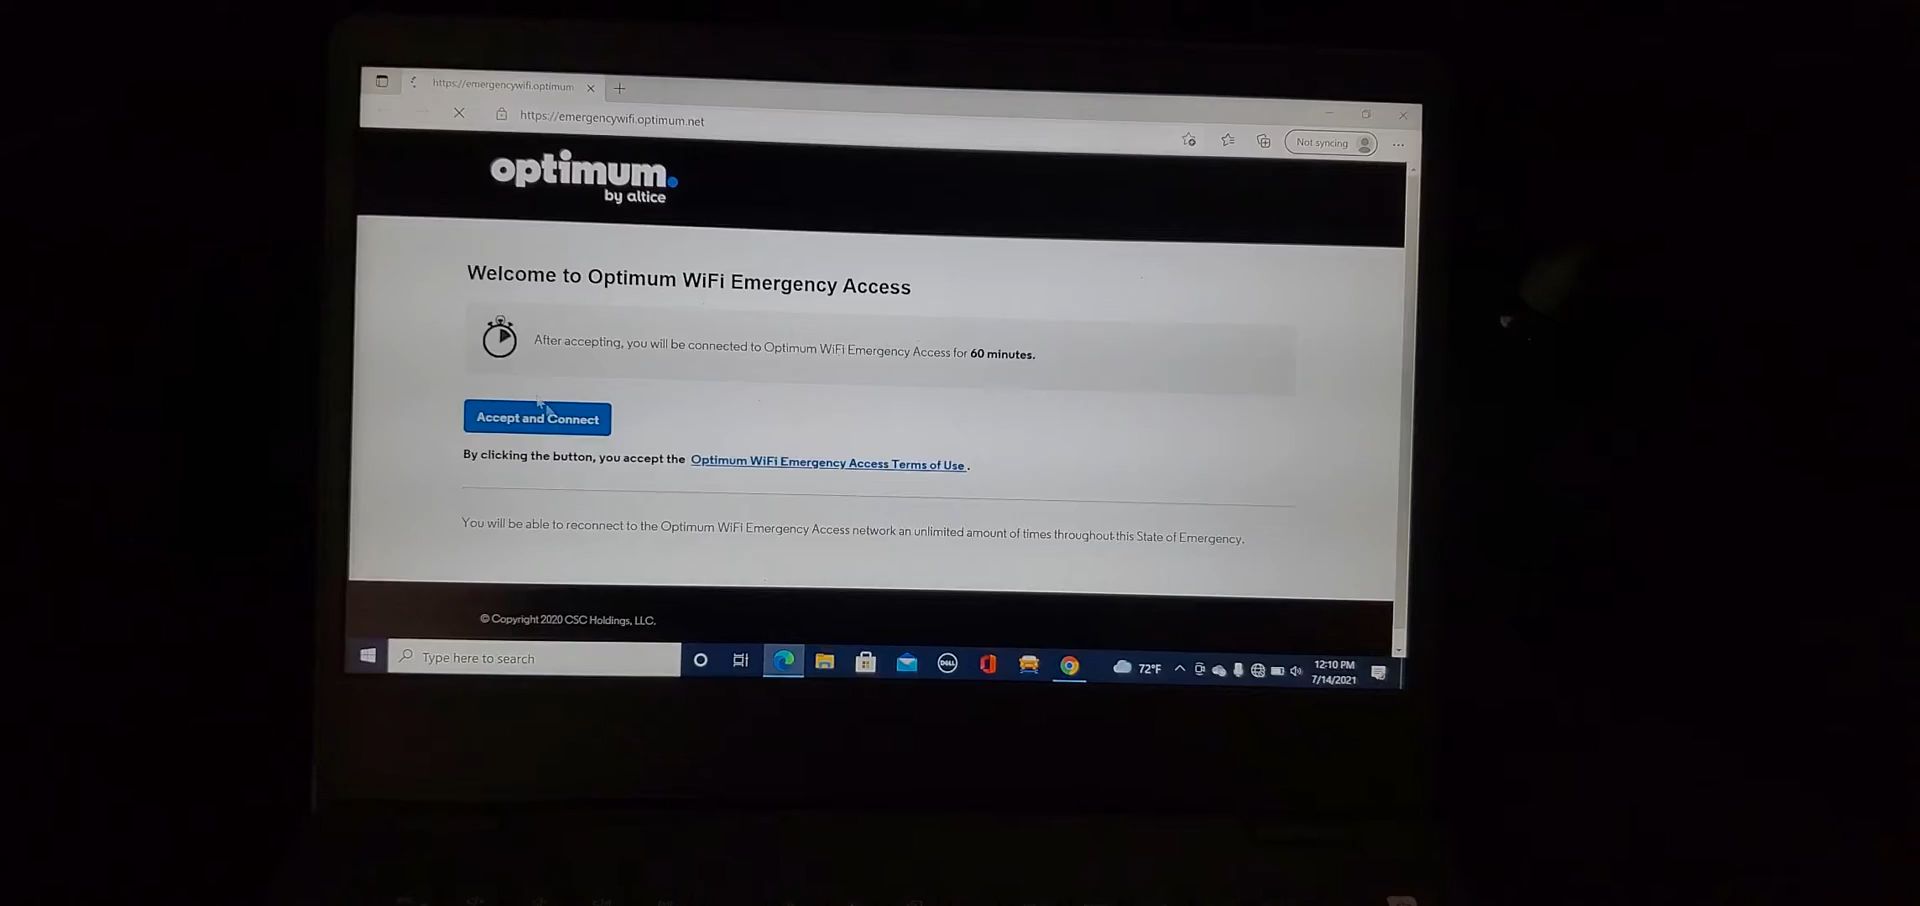 https://emergencywifi.optimum
https://emergencywifi.optimum.net
Not syncing
optimum.
by altice
Welcome to Optimum WiFi Emergency Access
After accepting, you will be connected to Optimum WiFi Emergency Access for 60 minutes.
Accept and Connect
By clicking the button, you accept the Optimum WiFi Emergency Access Terms of Use .
You will be able to reconnect to the Optimum WiFi Emergency Access network an unlimited amount of times throughout this State of Emergency.
© Copyright 2020 CSC Holdings, LLC.
Type here to search
DELL
72°F
12:10 PM
7/14/2021